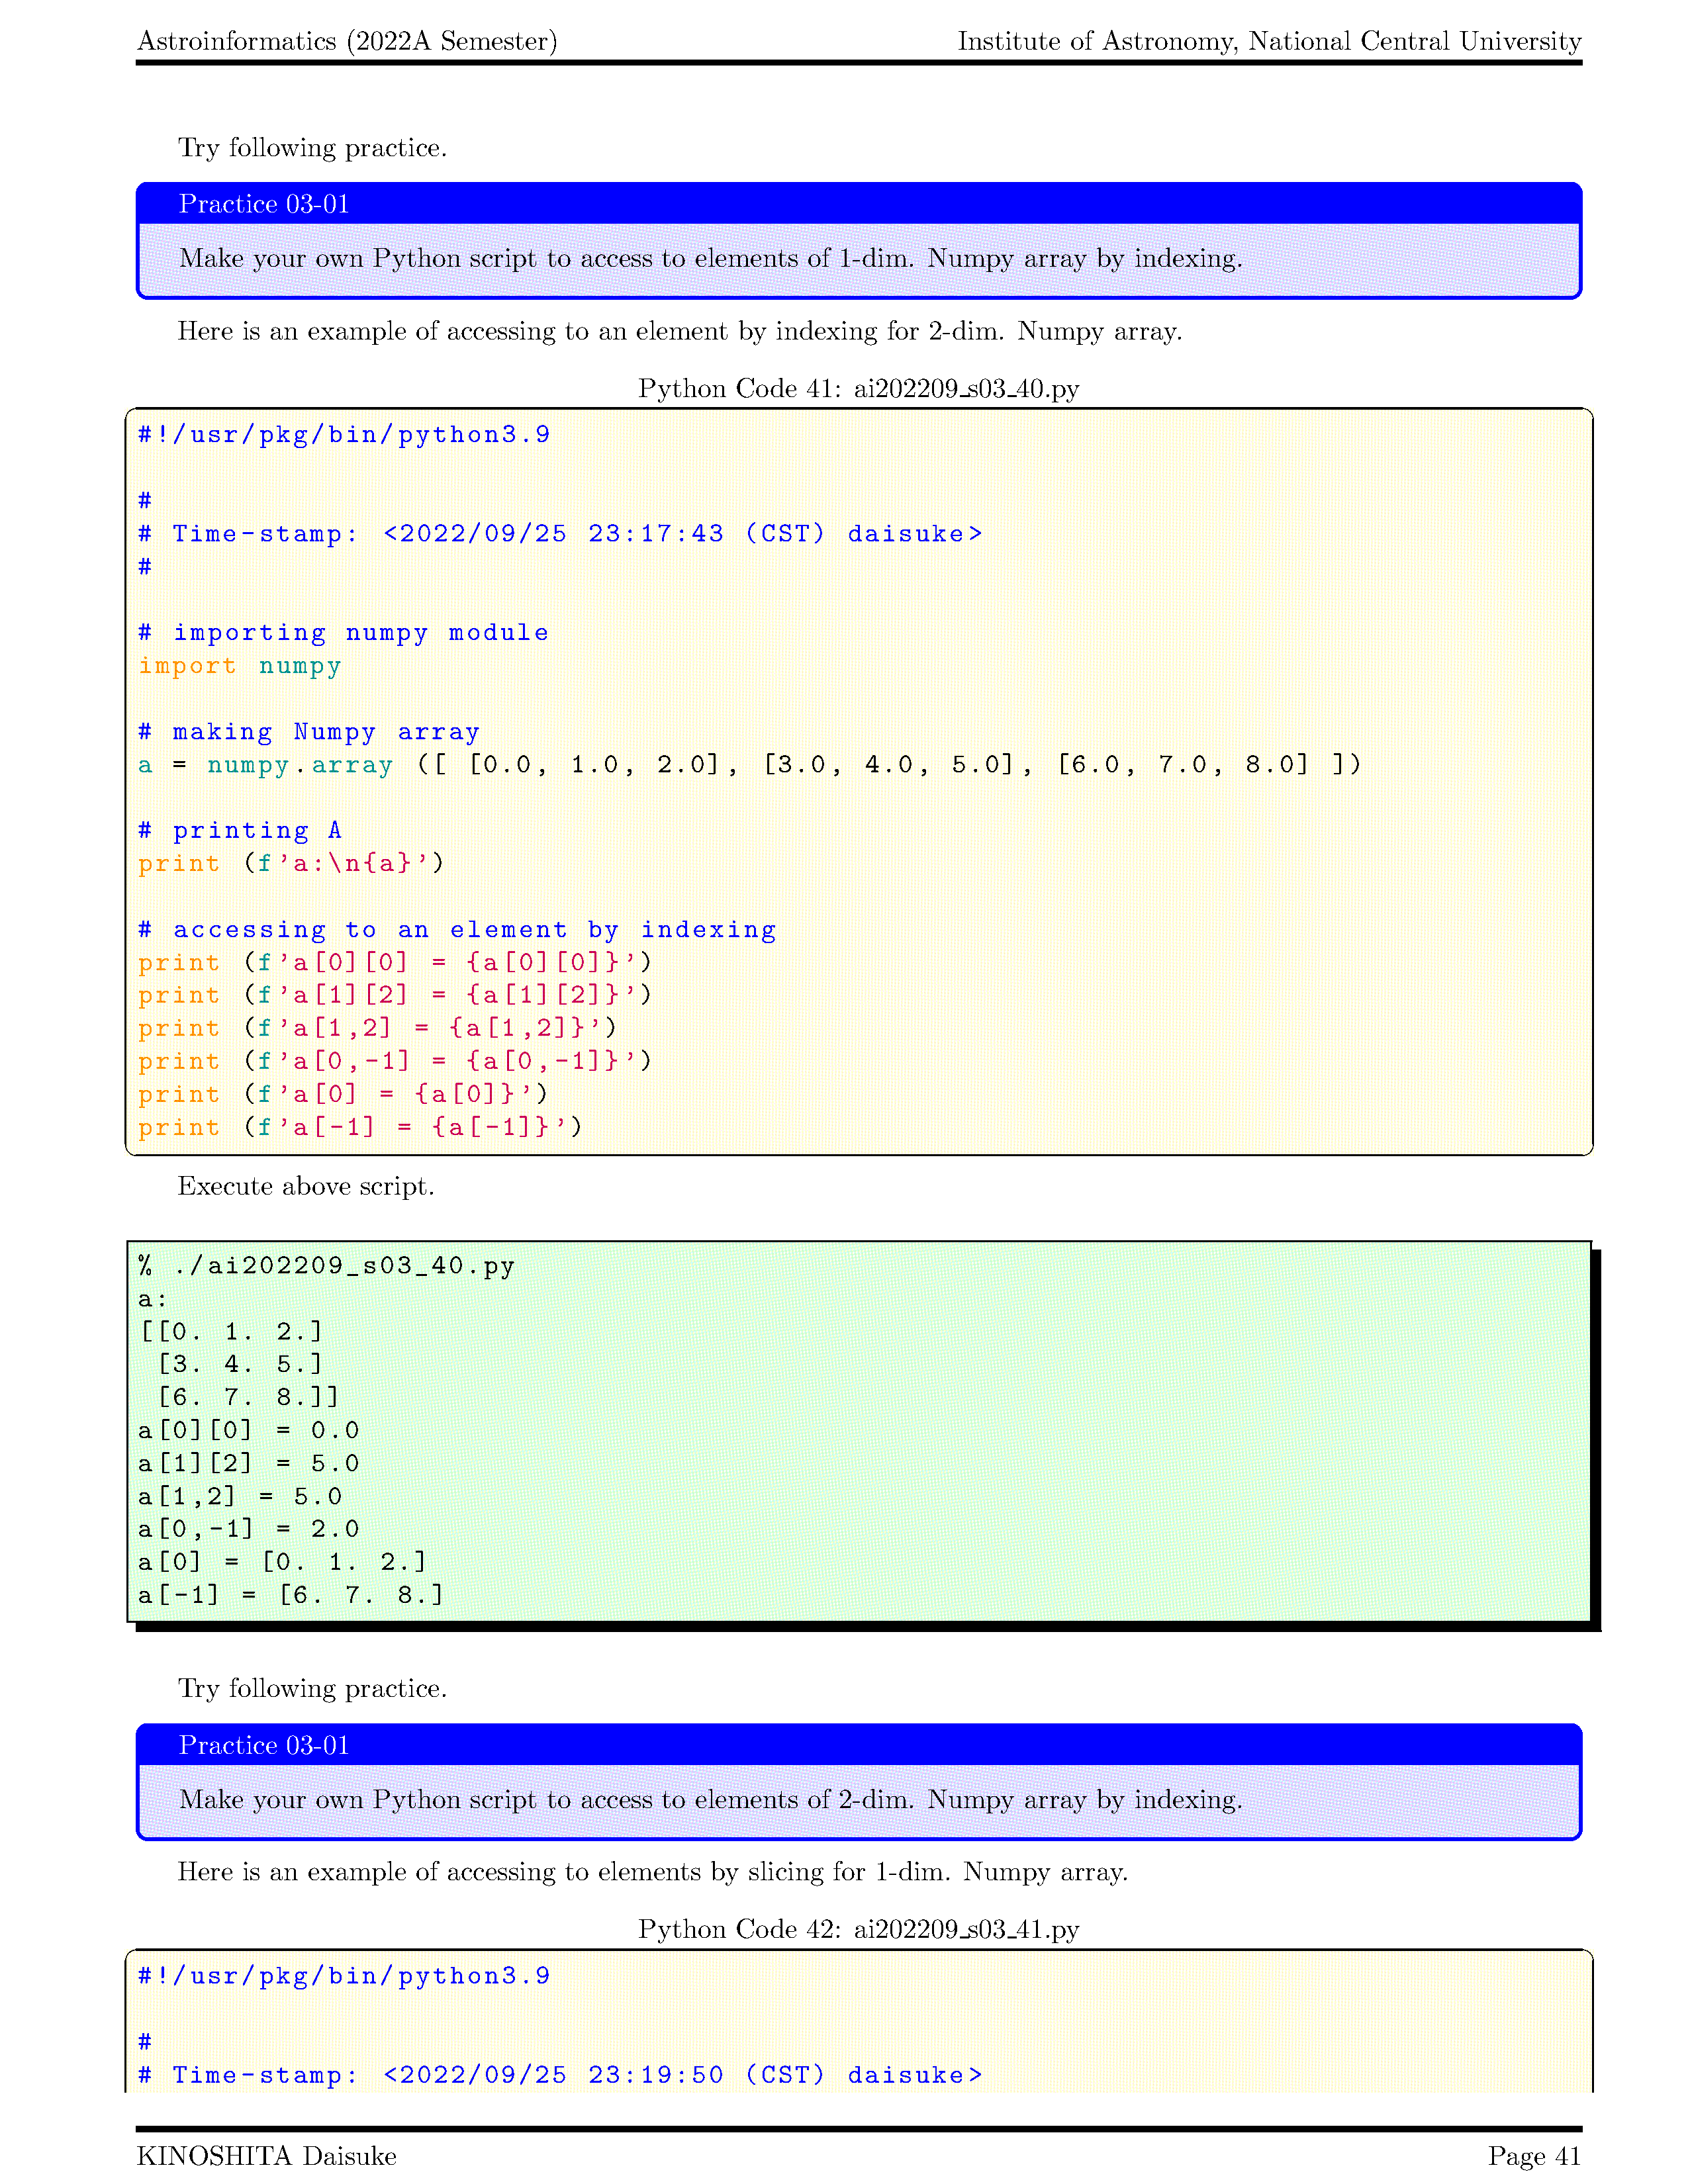 Astroinformatics (2022A Semester) Institute of Astronomy, National Central University
Try following practice.
Practice 03-01
Make your own Python script to access to elements of 1-dim. Numpy array by indexing.
Here is an example of accessing to an element by indexing for 2-dim. Numpy array.
Python Code 41: ai202209_s03_40.py
#!/usr/pkg/bin/python3.9
#
# Time-stamp: <2022/09/25 23:17:43 (CST) daisuke>
#
# importing numpy module
import numpy
# making Numpy array
a = numpy.array ([ [0.0, 1.0, 2.0], [3.0, 4.0, 5.0], [6.0, 7.0, 8.0] ])
# printing A
print (f'a:\n{a}')
# accessing to an element by indexing
print (f'a[0][0] = {a[0][0]}')
print (f'a[1][2] = {a[1][2]}')
print (f'a[1,2] = {a[1,2]}')
print (f'a[0,-1] = {a[0,-1]}')
print (f'a[0] = {a[0]}')
print (f'a[-1] = {a[-1]}')
Execute above script.
% ./ai202209_s03_40.py
a:
[[0. 1. 2.]
 [3. 4. 5.]
 [6. 7. 8.]]
a[0][0] = 0.0
a[1][2] = 5.0
a[1,2] = 5.0
a[0,-1] = 2.0
a[0] = [0. 1. 2.]
a[-1] = [6. 7. 8.]
Try following practice.
Practice 03-01
Make your own Python script to access to elements of 2-dim. Numpy array by indexing.
Here is an example of accessing to elements by slicing for 1-dim. Numpy array.
Python Code 42: ai202209_s03_41.py
#!/usr/pkg/bin/python3.9
#
# Time-stamp: <2022/09/25 23:19:50 (CST) daisuke>
KINOSHITA Daisuke Page 41